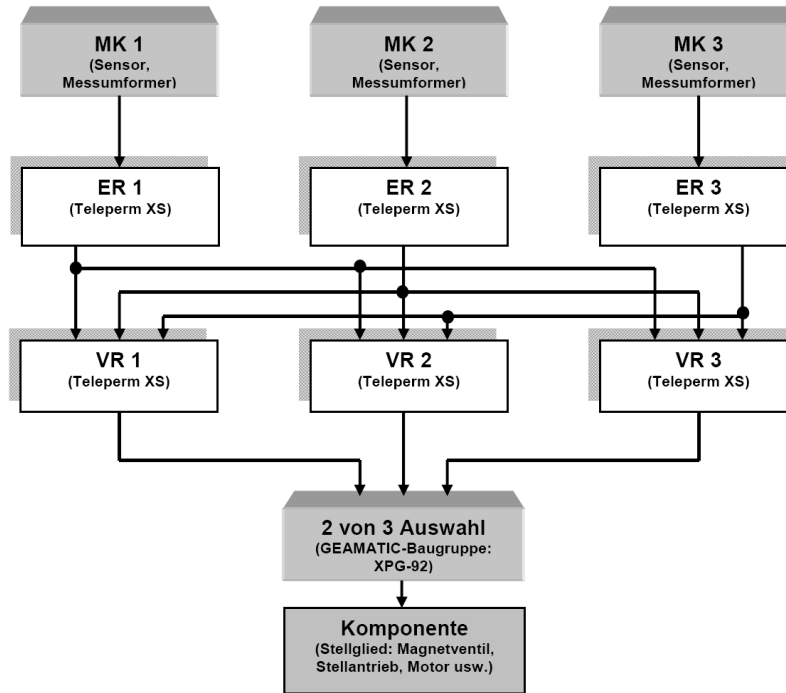 MK 1
(Sensor,
Messumformer)
MK 2
(Sensor,
Messumformer)
MK 3
(Sensor,
Messumformer)
ER 1
(Teleperm XS)
ER 2
(Teleperm XS)
ER 3
(Teleperm XS)
VR 1
(Teleperm XS)
VR 2
(Teleperm XS)
VR 3
(Teleperm XS)
2 von 3 Auswahl
(GEAMATIC-Baugruppe:
XPG-92)
Komponente
(Stellglied: Magnetventil,
Stellantrieb, Motor usw.)